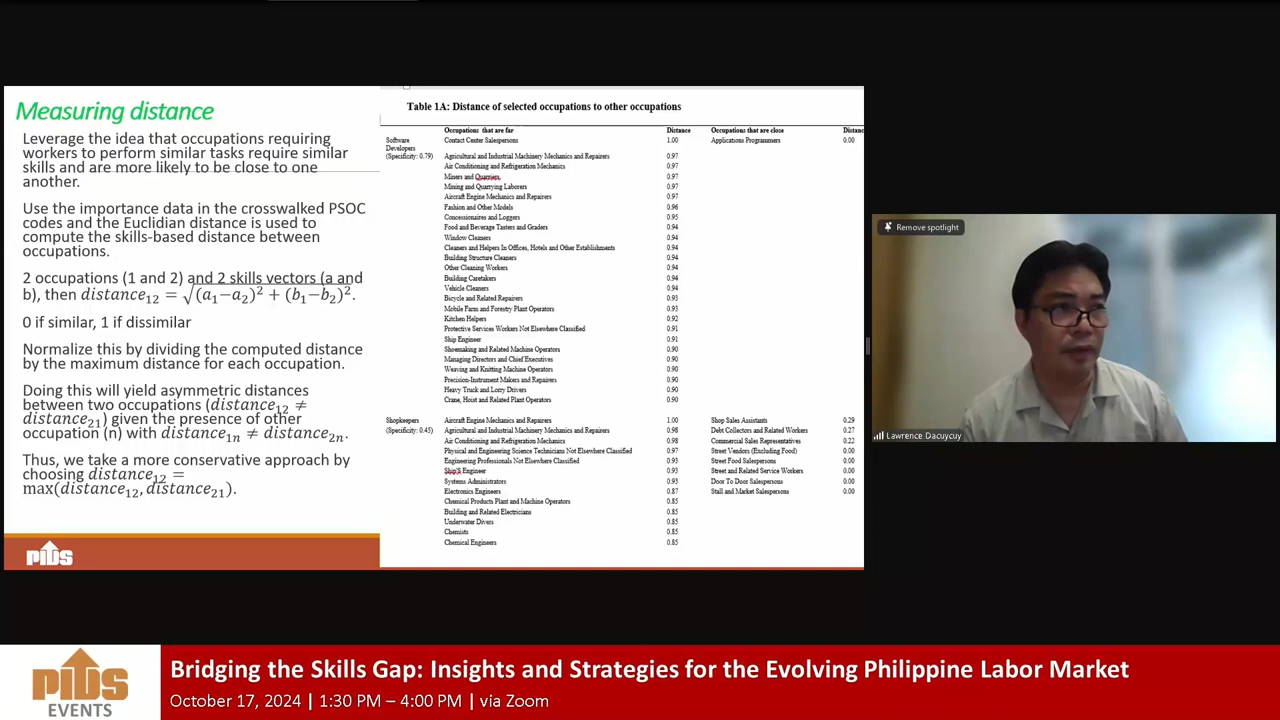 Measuring distance
Leverage the idea that occupations requiring
workers to perform similar tasks require similar
skills and are more likely to be close to one
another.
Use the importance data in the crosswalked PSOC
codes and the Euclidian distance is used to
compute the skills-based distance between
occupations.
2 occupations (1 and 2) and 2 skills vectors (a and
b), then distance₁₂ = √(a₁−a₂)² + (b₁−b₂)².
0 if similar, 1 if dissimilar
Normalize this by dividing the computed distance
by the maximum distance for each occupation.
Doing this will yield asymmetric distances
between two occupations (distance₁₂ ≠
distance₂₁) given the presence of other
occupation (n) with distance₁ₙ ≠ distance₂ₙ.
Thus, we take a more conservative approach by
choosing distance₁₂ =
max(distance₁₂, distance₂₁).
PIDS
Table 1A: Distance of selected occupations to other occupations
Occupations that are far Distance Occupations that are close Distanc
Software Developers (Specificity: 0.79) Contact Center Salespersons 1.00 Applications Programmers 0.00
Agricultural and Industrial Machinery Mechanics and Repairers 0.97
Air Conditioning and Refrigeration Mechanics 0.97
Miners and Quarriers 0.97
Mining and Quarrying Laborers 0.97
Aircraft Engine Mechanics and Repairers 0.97
Fashion and Other Models 0.96
Concessionaires and Loggers 0.95
Food and Beverage Tasters and Graders 0.94
Window Cleaners 0.94
Cleaners and Helpers In Offices, Hotels and Other Establishments 0.94
Building Structure Cleaners 0.94
Other Cleaning Workers 0.94
Building Caretakers 0.94
Vehicle Cleaners 0.94
Bicycle and Related Repairers 0.93
Mobile Farm and Forestry Plant Operators 0.93
Kitchen Helpers 0.92
Protective Services Workers Not Elsewhere Classified 0.91
Ship Engineer 0.91
Shoemaking and Related Machine Operators 0.90
Managing Directors and Chief Executives 0.90
Weaving and Knitting Machine Operators 0.90
Precision-Instrument Makers and Repairers 0.90
Heavy Truck and Lorry Drivers 0.90
Crane, Hoist and Related Plant Operators 0.90
Shopkeepers Aircraft Engine Mechanics and Repairers 1.00 Shop Sales Assistants 0.29
(Specificity: 0.45) Agricultural and Industrial Machinery Mechanics and Repairers 0.98 Debt Collectors and Related Workers 0.27
Air Conditioning and Refrigeration Mechanics 0.98 Commercial Sales Representatives 0.22
Physical and Engineering Science Technicians Not Elsewhere Classified 0.97 Street Vendors (Excluding Food) 0.00
Engineering Professionals Not Elsewhere Classified 0.93 Street Food Salespersons 0.00
Ship'S Engineer 0.93 Street and Related Service Workers 0.00
Systems Administrators 0.93 Door To Door Salespersons 0.00
Electronics Engineers 0.87 Stall and Market Salespersons 0.00
Chemical Products Plant and Machine Operators 0.85
Building and Related Electricians 0.85
Underwater Divers 0.85
Chemists 0.85
Chemical Engineers 0.85
Remove spotlight
Lawrence Dacuycuy
PIDS
EVENTS
Bridging the Skills Gap: Insights and Strategies for the Evolving Philippine Labor Market
October 17, 2024 | 1:30 PM – 4:00 PM | via Zoom